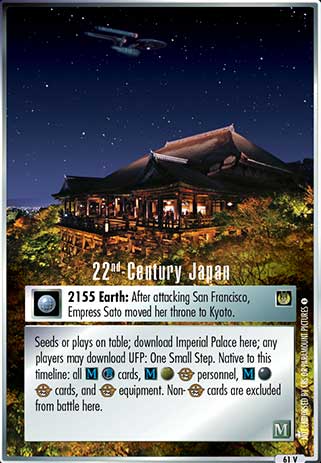 22nd Century Japan
2155 Earth: After attacking San Francisco,
Empress Sato moved her throne to Kyoto.
Seeds or plays on table; download Imperial Palace here; any
players may download UFP: One Small Step. Native to this
timeline: all M cards, M personnel, M
cards, and equipment. Non- cards are excluded
from battle here.
M
61 V